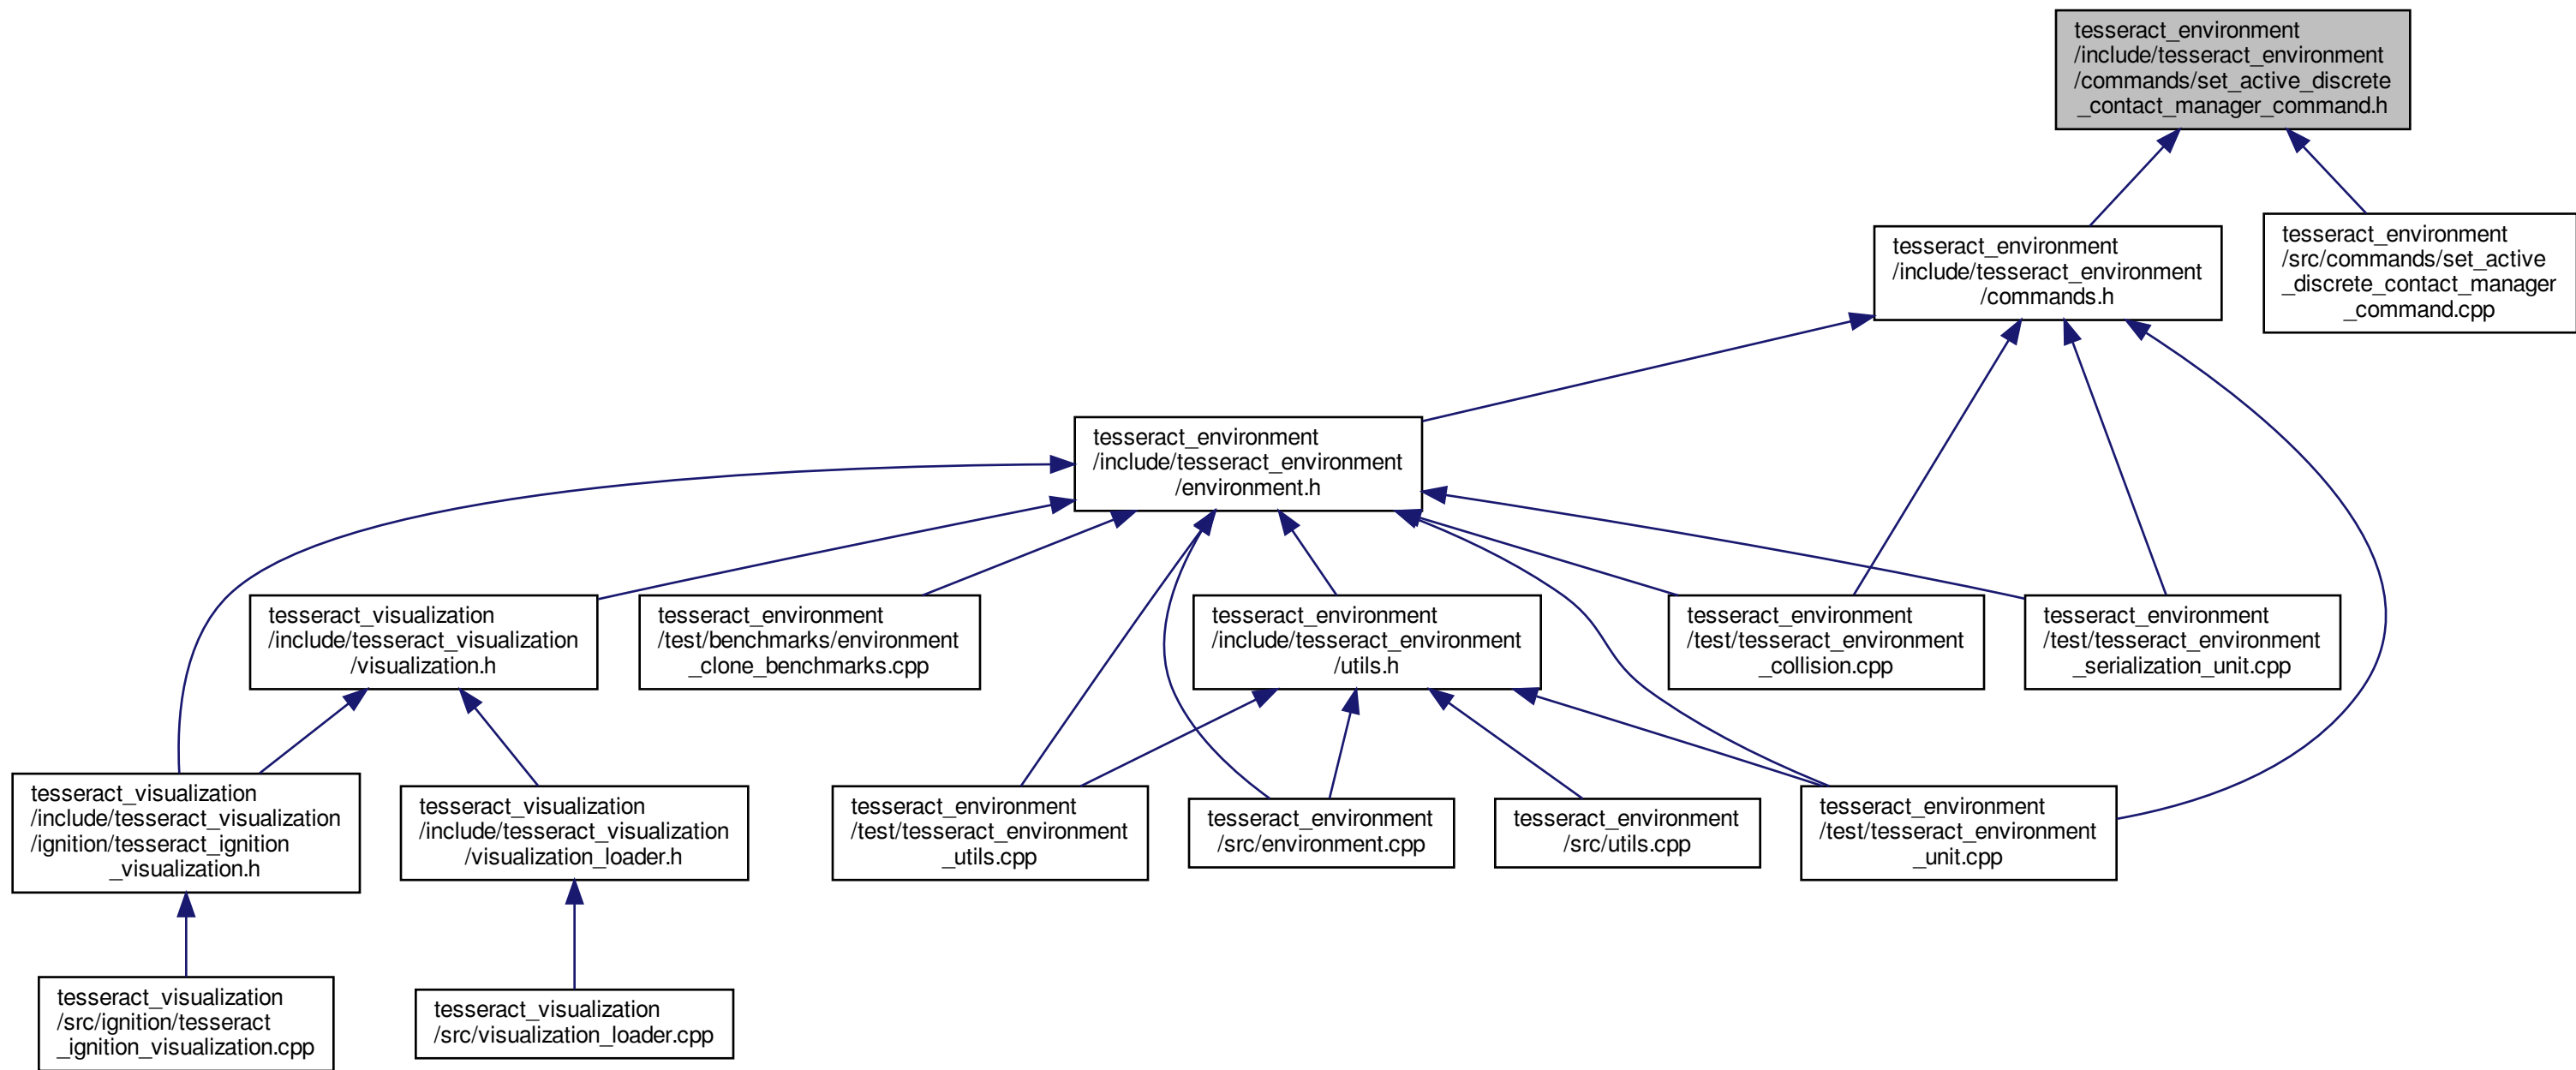 tesseract_environment
/include/tesseract_environment
/commands/set_active_discrete
_contact_manager_command.h
tesseract_environment
/include/tesseract_environment
/commands.h
tesseract_environment
/src/commands/set_active
_discrete_contact_manager
_command.cpp
tesseract_environment
/include/tesseract_environment
/environment.h
tesseract_visualization
/include/tesseract_visualization
/visualization.h
tesseract_environment
/test/benchmarks/environment
_clone_benchmarks.cpp
tesseract_environment
/include/tesseract_environment
/utils.h
tesseract_environment
/test/tesseract_environment
_collision.cpp
tesseract_environment
/test/tesseract_environment
_serialization_unit.cpp
tesseract_visualization
/include/tesseract_visualization
/ignition/tesseract_ignition
_visualization.h
tesseract_visualization
/include/tesseract_visualization
/visualization_loader.h
tesseract_environment
/test/tesseract_environment
_utils.cpp
tesseract_environment
/src/environment.cpp
tesseract_environment
/src/utils.cpp
tesseract_environment
/test/tesseract_environment
_unit.cpp
tesseract_visualization
/src/ignition/tesseract
_ignition_visualization.cpp
tesseract_visualization
/src/visualization_loader.cpp